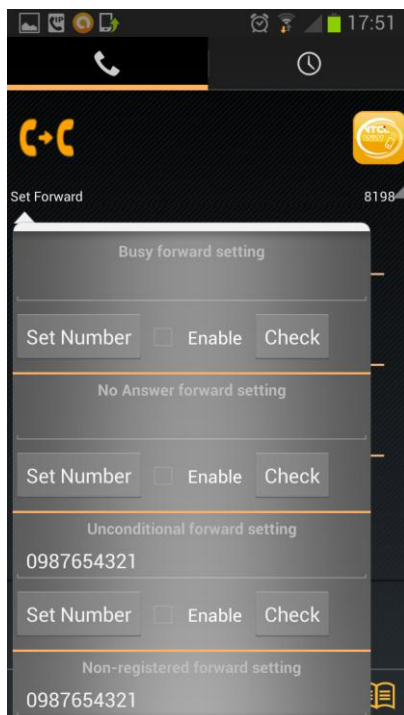 17:51
NTCC
Set Forward
8198
Busy forward setting
Set Number Enable Check
No Answer forward setting
Set Number Enable Check
Unconditional forward setting
0987654321
Set Number Enable Check
Non-registered forward setting
0987654321